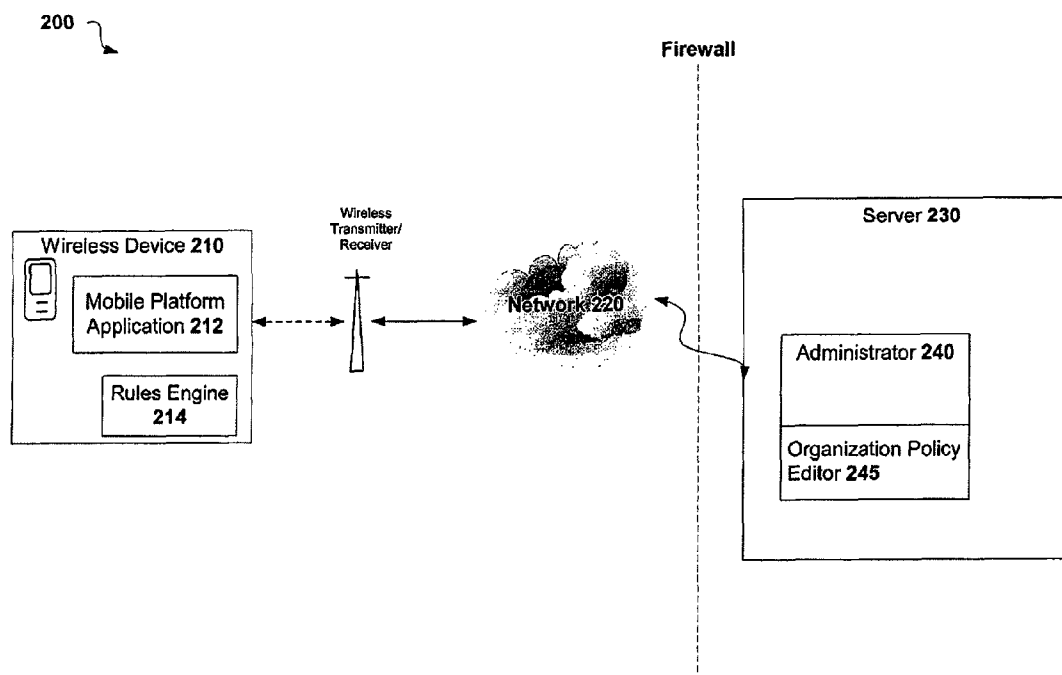 200
Firewall
Wireless
Transmitter/
Receiver
Wireless Device 210
Mobile Platform
Application 212
Rules Engine
214
Network 220
Server 230
Administrator 240
Organization Policy
Editor 245